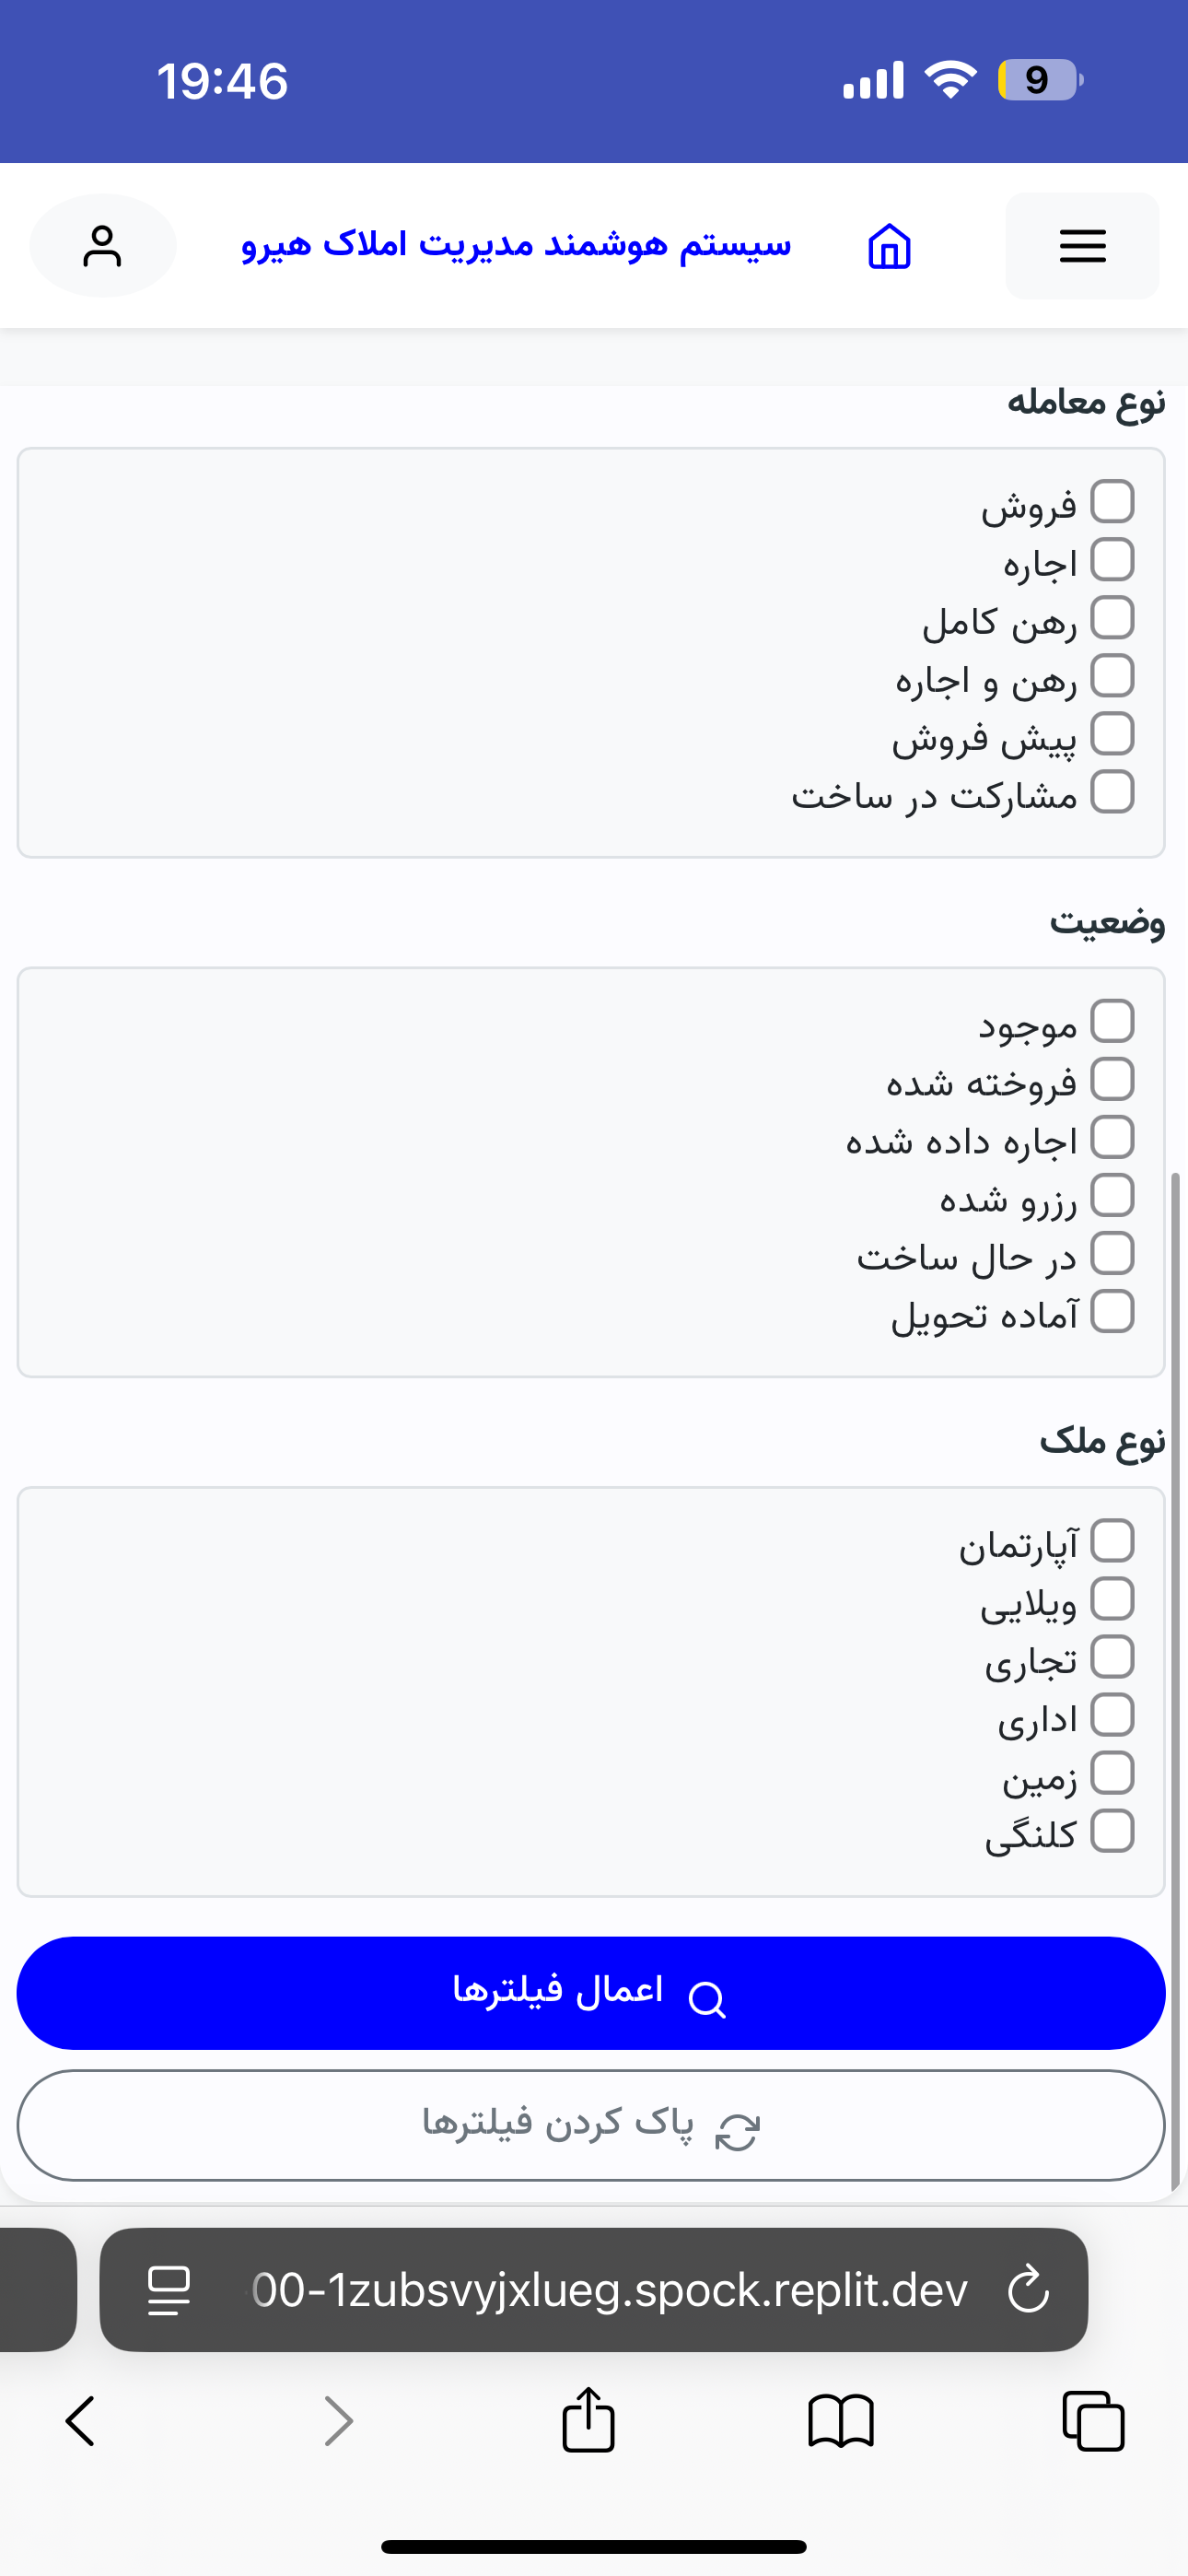 19:46
9
سیستم هوشمند مدیریت املاک هیرو
نوع معامله
فروش
اجاره
رهن کامل
رهن و اجاره
پیش فروش
مشارکت در ساخت
وضعیت
موجود
فروخته شده
اجاره داده شده
رزرو شده
در حال ساخت
آماده تحویل
نوع ملک
آپارتمان
ویلایی
تجاری
اداری
زمین
کلنگی
اعمال فیلترها
پاک کردن فیلترها
00-1zubsvyjxlueg.spock.replit.dev